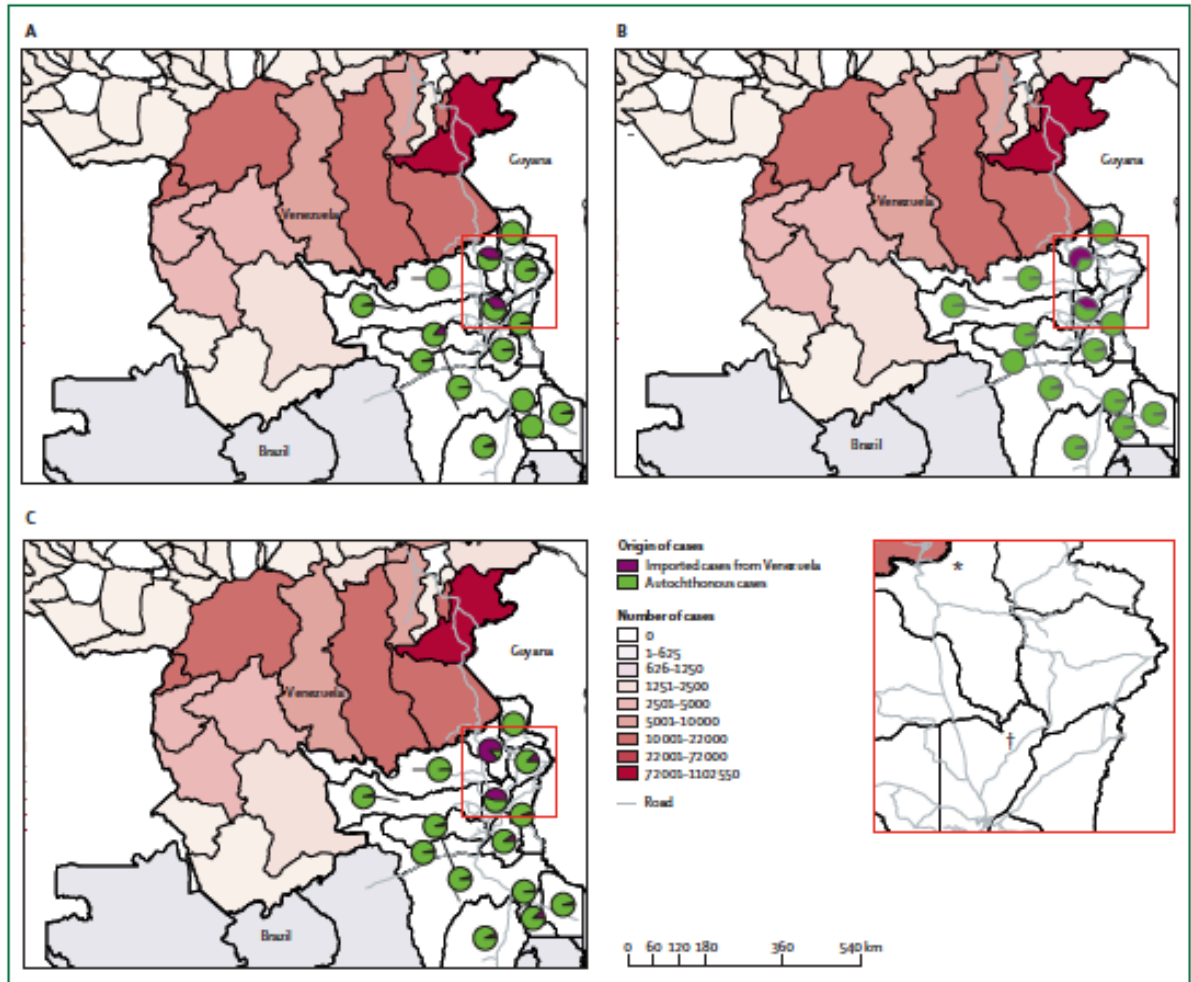 A
B
Guyana
Venezuela
Brazil
Guyana
Venezuela
Brazil
C
Guyana
Venezuela
Brazil
Origin of cases
Imported cases from Venezuela
Autochthonous cases
Number of cases
0
1–625
626–1250
1251–2500
2501–5000
5001–10000
10001–22000
22001–72000
72001–1102550
Road
*
†
0 60 120 180 360 540 km